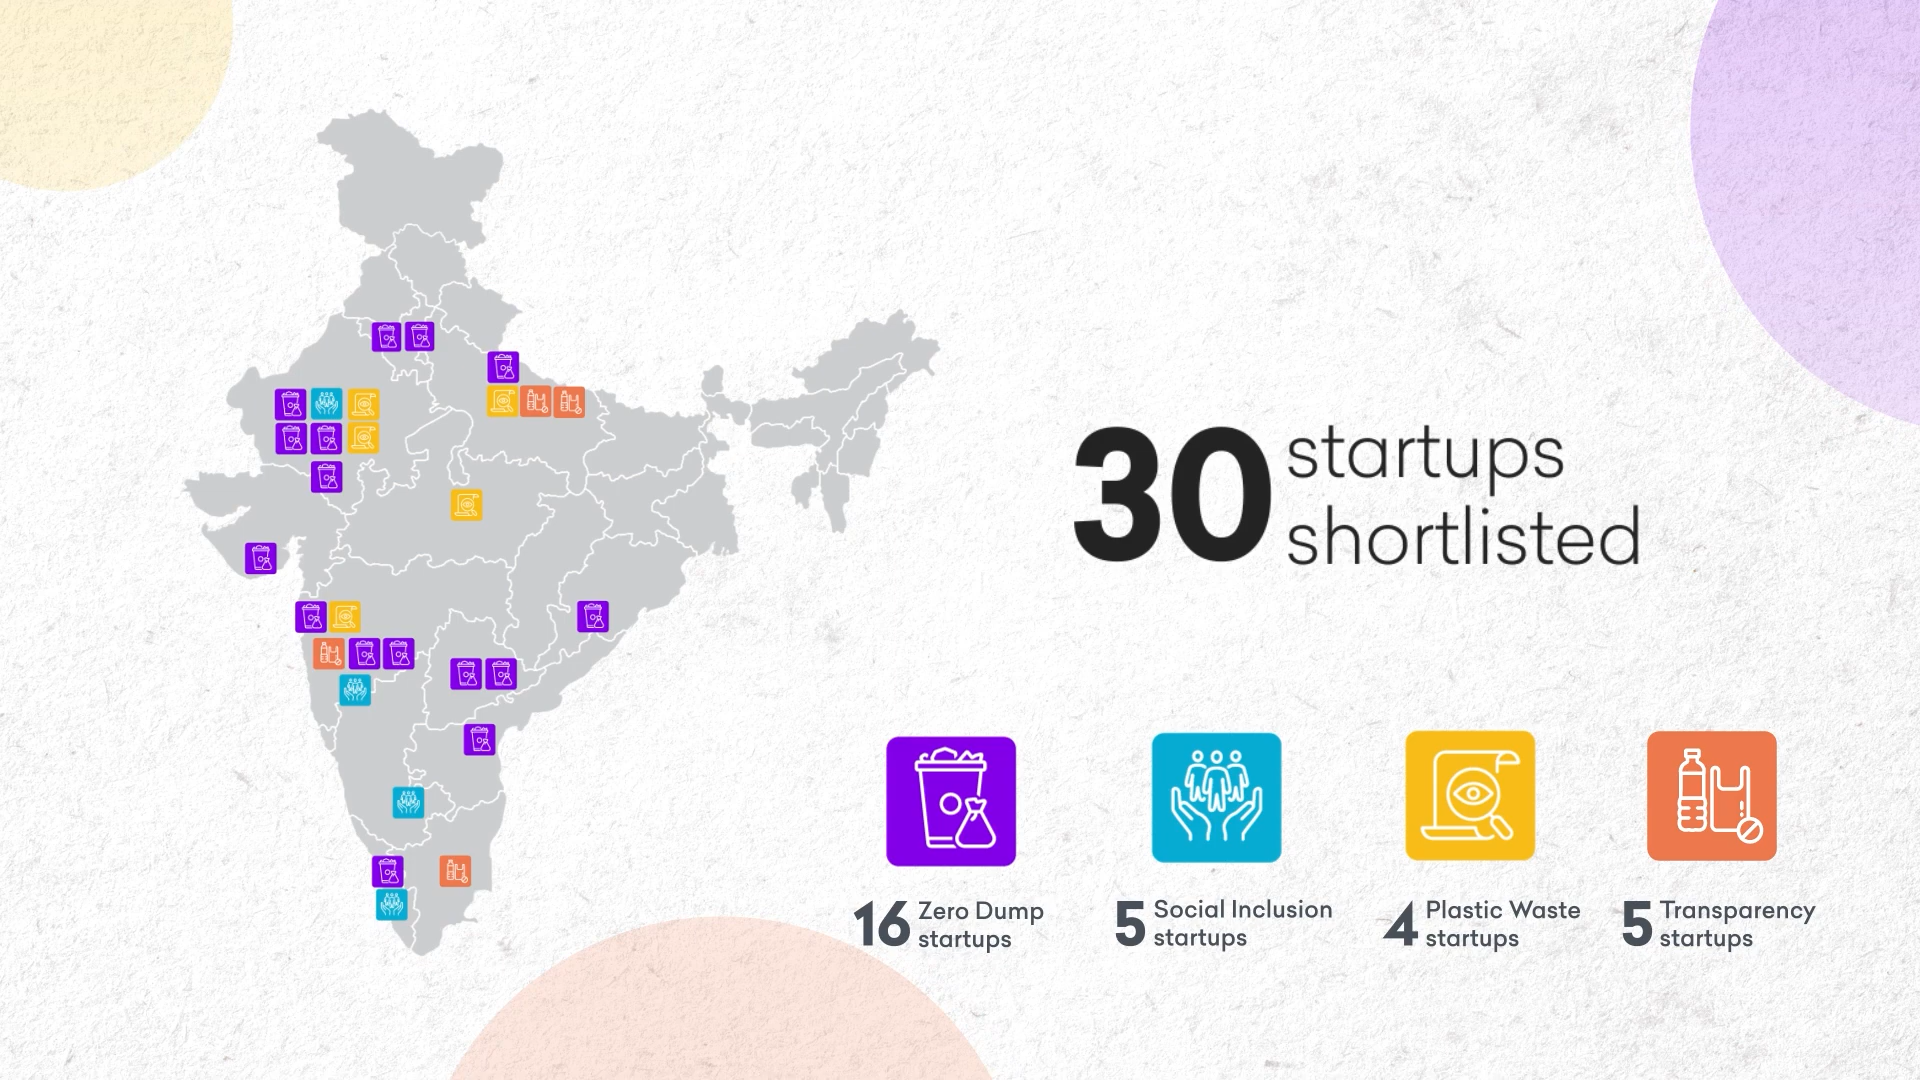 30 startups
shortlisted
16 Zero Dump
startups
5 Social Inclusion
startups
4 Plastic Waste
startups
5 Transparency
startups